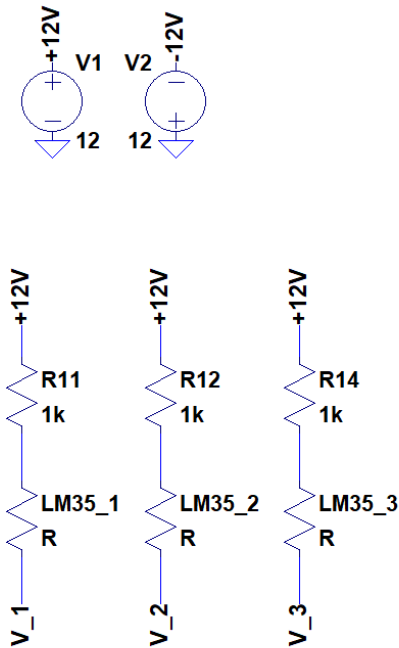 +12V
V1
12
-12V
V2
12
+12V
R11
1k
LM35_1
R
V_1
+12V
R12
1k
LM35_2
R
V_2
+12V
R14
1k
LM35_3
R
V_3